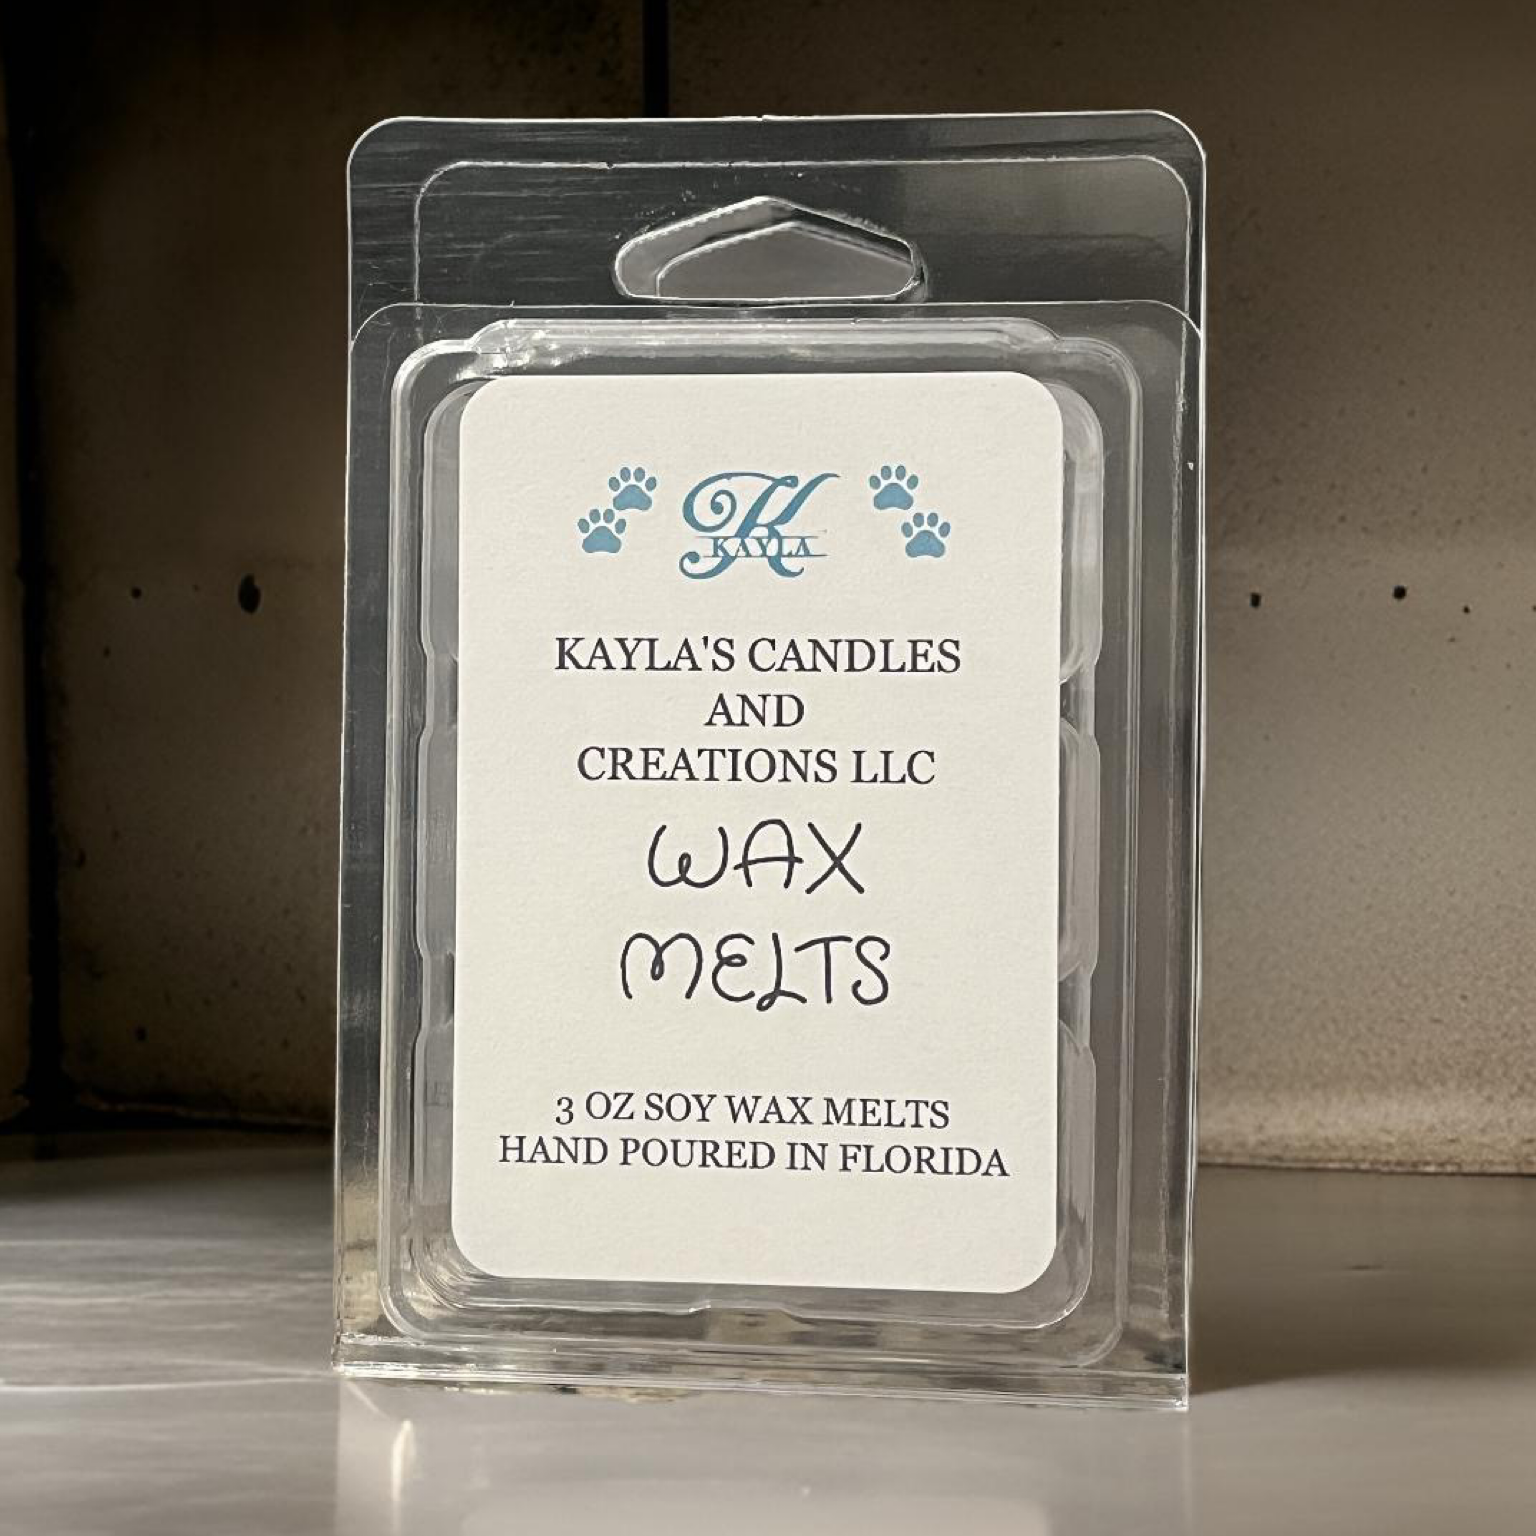 K
KAYLA
KAYLA'S CANDLES
AND
CREATIONS LLC
WAX
MELTS
3 OZ SOY WAX MELTS
HAND POURED IN FLORIDA